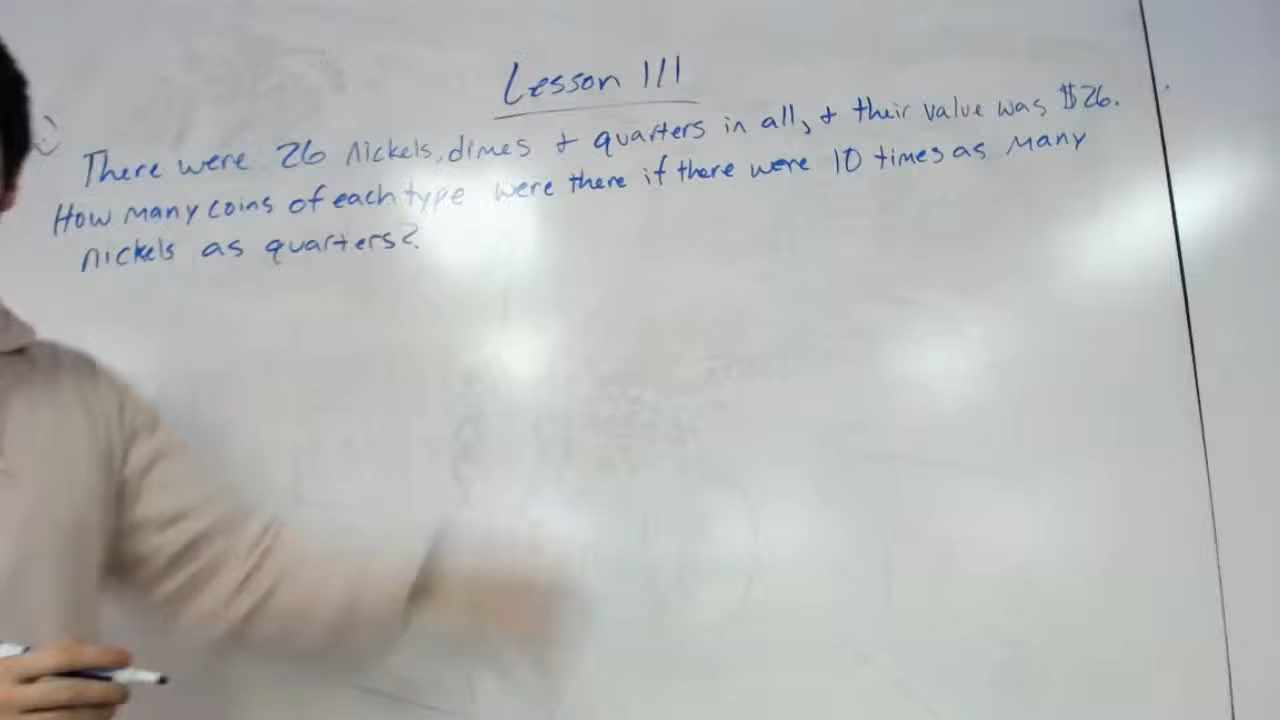 Lesson 111
There were 26 nickels, dimes + quarters in all, + their value was $26.
How many coins of each type were there if there were 10 times as many
nickels as quarters?